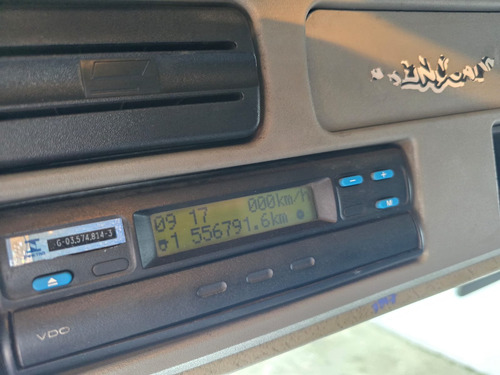 09 17 000km/h
1 556791.6km
G-03.574.814-3
VDO
- +
M